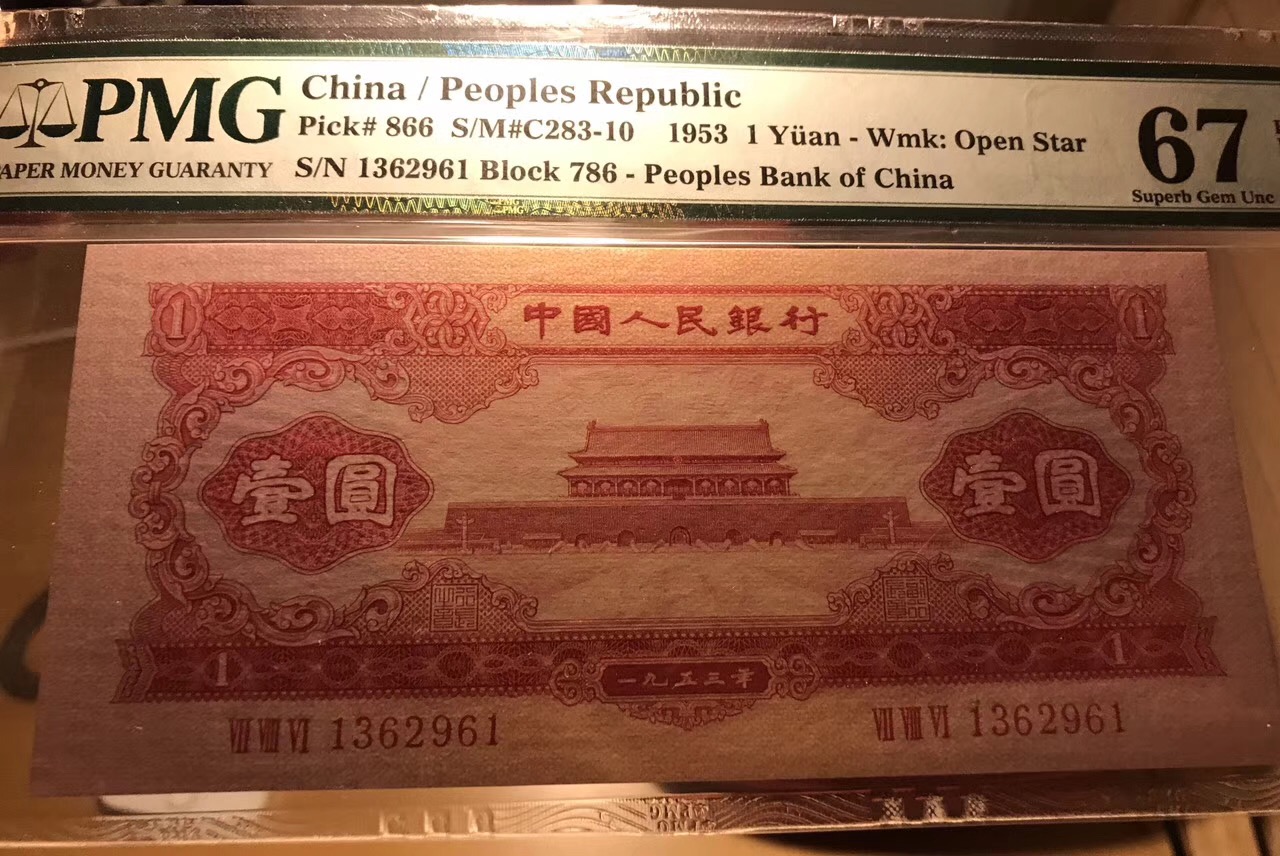 PMG
PAPER MONEY GUARANTY
China / Peoples Republic
Pick# 866 S/M#C283-10 1953 1 Yüan - Wmk: Open Star
S/N 1362961 Block 786 - Peoples Bank of China
67
Superb Gem Unc
1 中國人民銀行 1
壹圓 壹圓
1 一九五三年 1
Ⅶ Ⅷ Ⅵ 1362961 Ⅶ Ⅷ Ⅵ 1362961